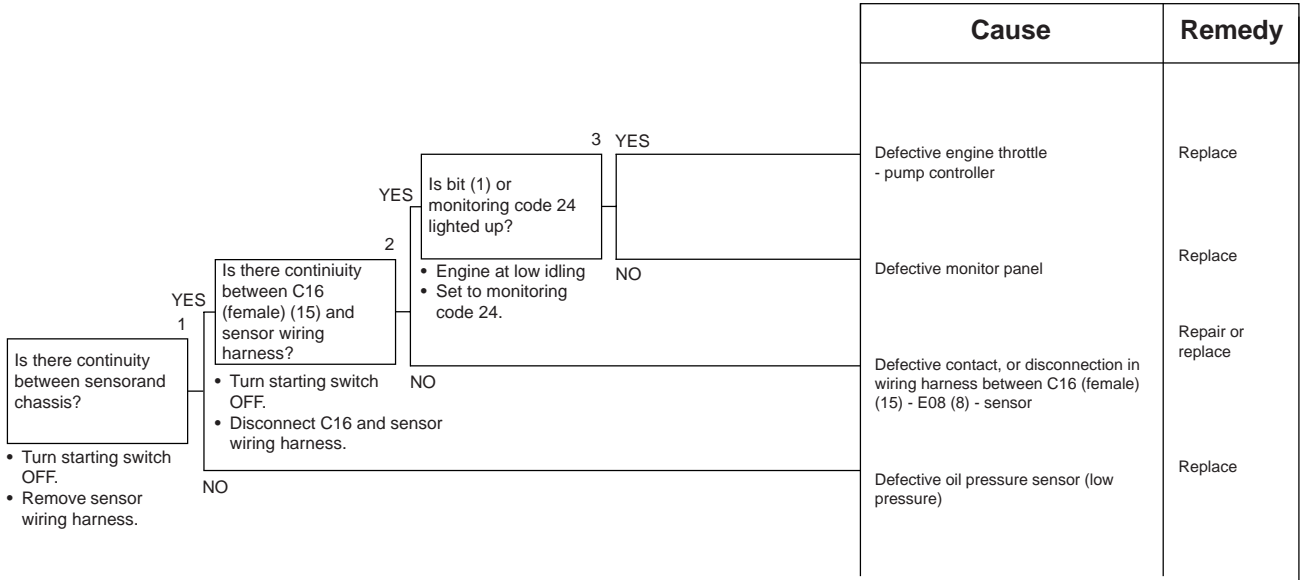 Cause
Remedy
3
YES
Is bit (1) or
monitoring code 24
lighted up?
• Engine at low idling
• Set to monitoring
code 24.
NO
YES
2
Is there continiuity
between C16
(female) (15) and
sensor wiring
harness?
• Turn starting switch
OFF.
• Disconnect C16 and sensor
wiring harness.
NO
YES
1
Is there continuity
between sensorand
chassis?
• Turn starting switch
OFF.
• Remove sensor
wiring harness.
NO
Defective engine throttle
- pump controller
Replace
Defective monitor panel
Replace
Defective contact, or disconnection in
wiring harness between C16 (female)
(15) - E08 (8) - sensor
Repair or
replace
Defective oil pressure sensor (low
pressure)
Replace